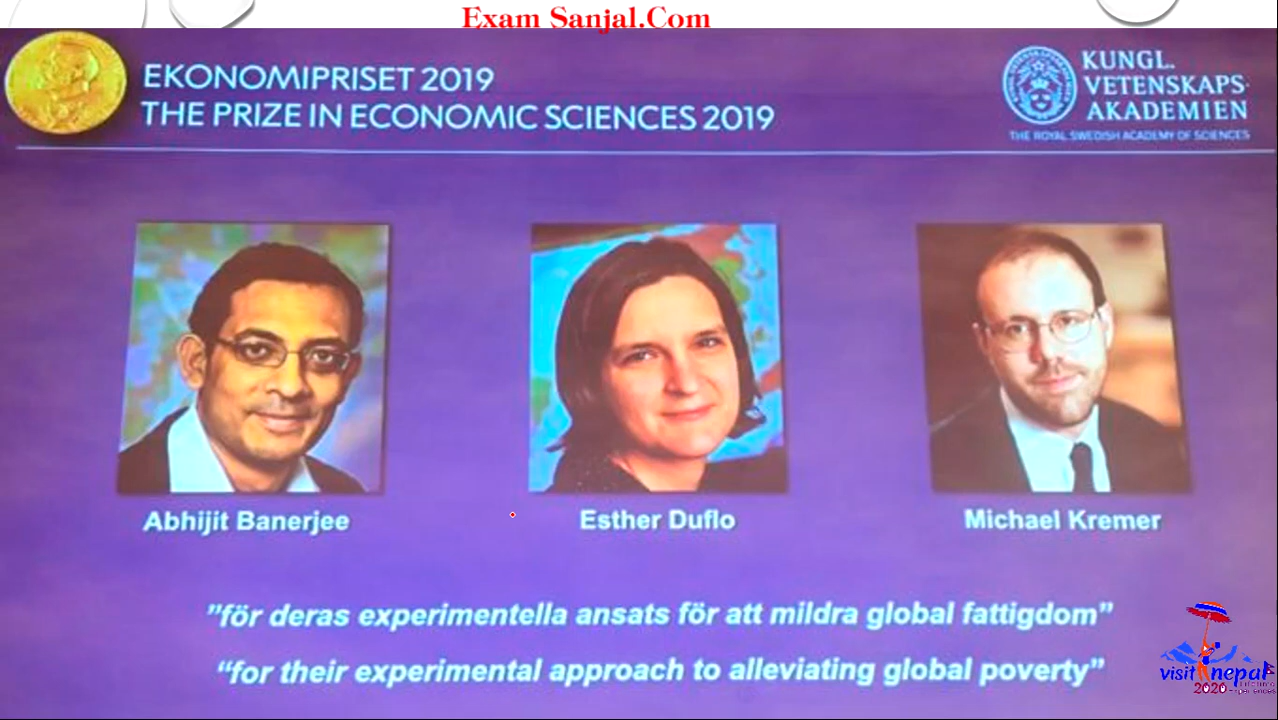 Exam Sanjal.Com
EKONOMIPRISET 2019
THE PRIZE IN ECONOMIC SCIENCES 2019
KUNGL.
VETENSKAPS-
AKADEMIEN
THE ROYAL SWEDISH ACADEMY OF SCIENCES
Abhijit Banerjee
Esther Duflo
Michael Kremer
”för deras experimentella ansats för att mildra global fattigdom”
“for their experimental approach to alleviating global poverty”
visit nepal
2020
Experiences